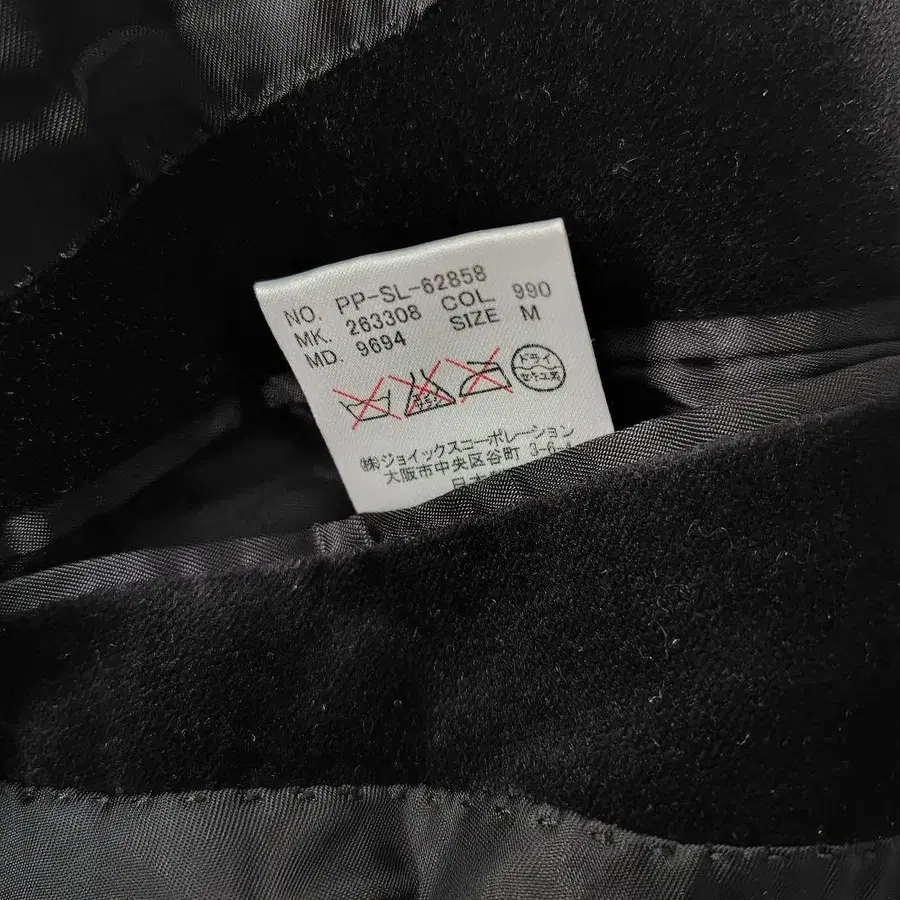 NO. PP-SL-62858
MK. 263308 COL. 990
MD. 9694 SIZE M
ドライ
セキユ系
㈱ジョイックスコーポレーション
大阪市中央区谷町 3-6-4
日本